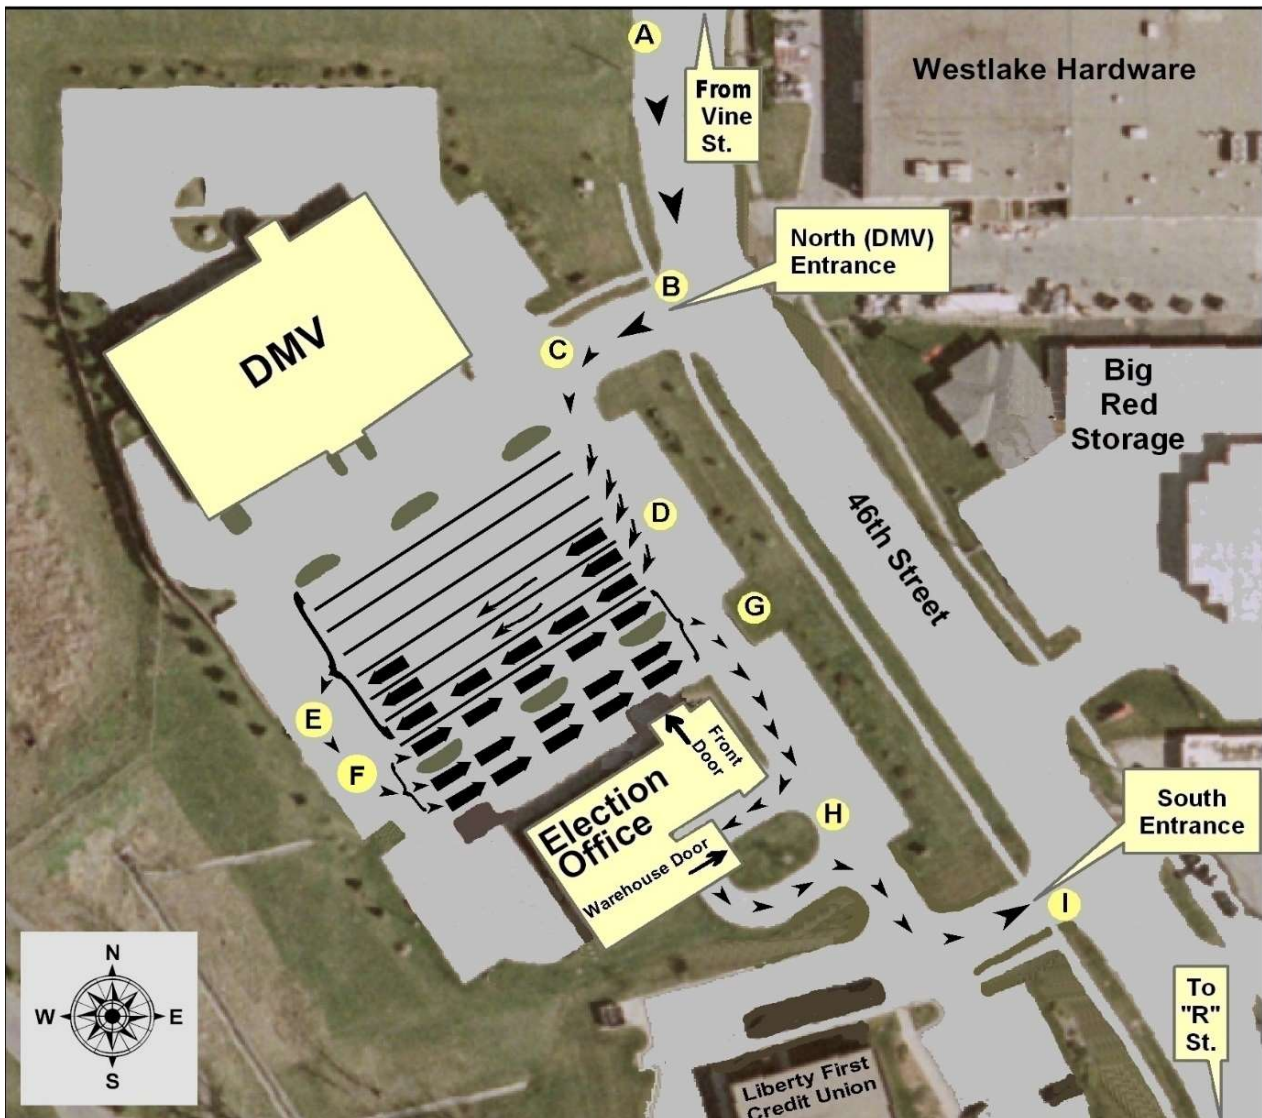 A
From
Vine
St.
Westlake Hardware
North (DMV)
Entrance
B
C
DMV
Big
Red
Storage
46th Street
D
G
E
F
Front
Door
Election
Office
Warehouse Door
H
South
Entrance
I
N
W
E
S
To
"R"
St.
Liberty First
Credit Union